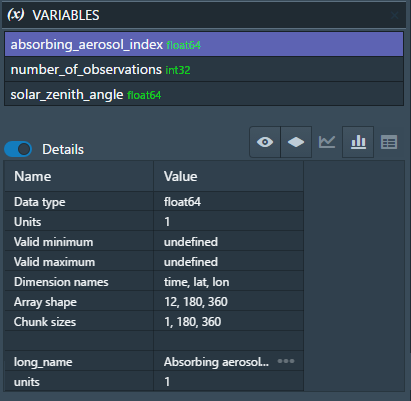 (x) VARIABLES
absorbing_aerosol_index float64
number_of_observations int32
solar_zenith_angle float64
Details
Name Value
Data type float64
Units 1
Valid minimum undefined
Valid maximum undefined
Dimension names time, lat, lon
Array shape 12, 180, 360
Chunk sizes 1, 180, 360
long_name Absorbing aerosol...
units 1